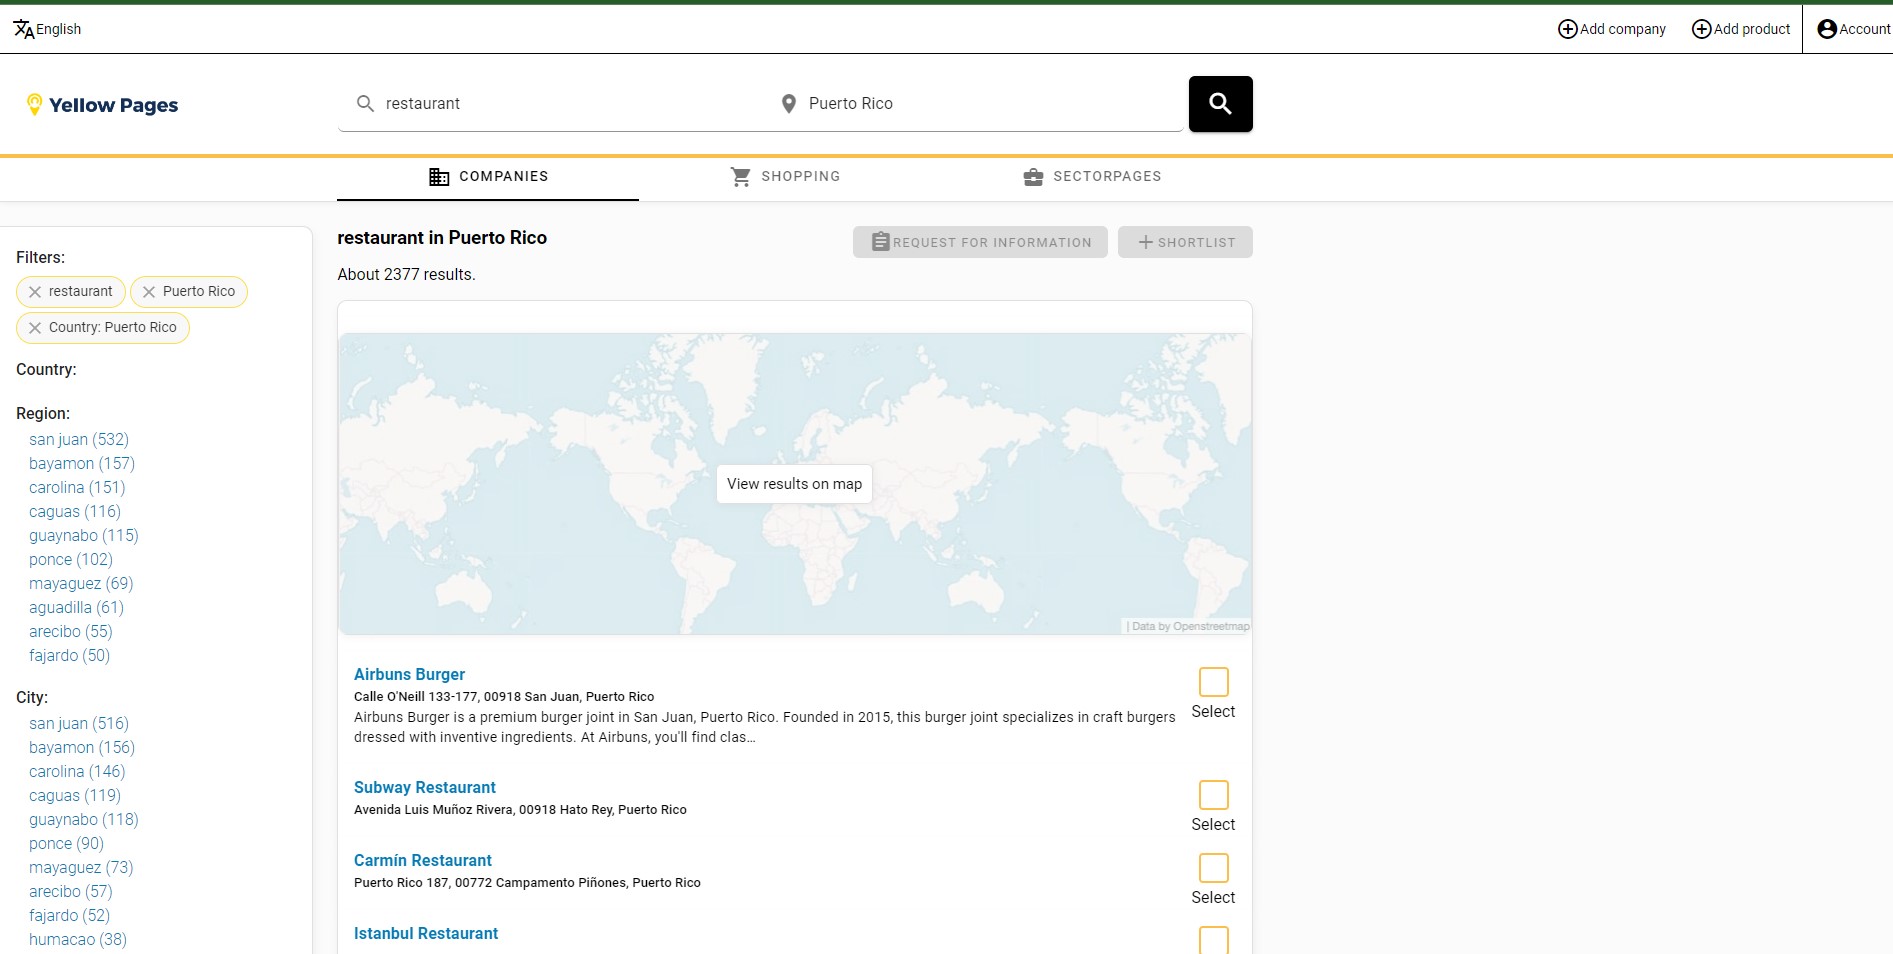 English
Add company
Add product
Account
Yellow Pages
restaurant
Puerto Rico
COMPANIES
SHOPPING
SECTORPAGES
Filters:
restaurant
Puerto Rico
Country: Puerto Rico
Country:
Region:
san juan (532)
bayamon (157)
carolina (151)
caguas (116)
guaynabo (115)
ponce (102)
mayaguez (69)
aguadilla (61)
arecibo (55)
fajardo (50)
City:
san juan (516)
bayamon (156)
carolina (146)
caguas (119)
guaynabo (118)
ponce (90)
mayaguez (73)
arecibo (57)
fajardo (52)
humacao (38)
restaurant in Puerto Rico
REQUEST FOR INFORMATION
SHORTLIST
About 2377 results.
View results on map
| Data by Openstreetmap
Airbuns Burger
Calle O'Neill 133-177, 00918 San Juan, Puerto Rico
Airbuns Burger is a premium burger joint in San Juan, Puerto Rico. Founded in 2015, this burger joint specializes in craft burgers
dressed with inventive ingredients. At Airbuns, you'll find clas...
Select
Subway Restaurant
Avenida Luis Muñoz Rivera, 00918 Hato Rey, Puerto Rico
Select
Carmín Restaurant
Puerto Rico 187, 00772 Campamento Piñones, Puerto Rico
Select
Istanbul Restaurant